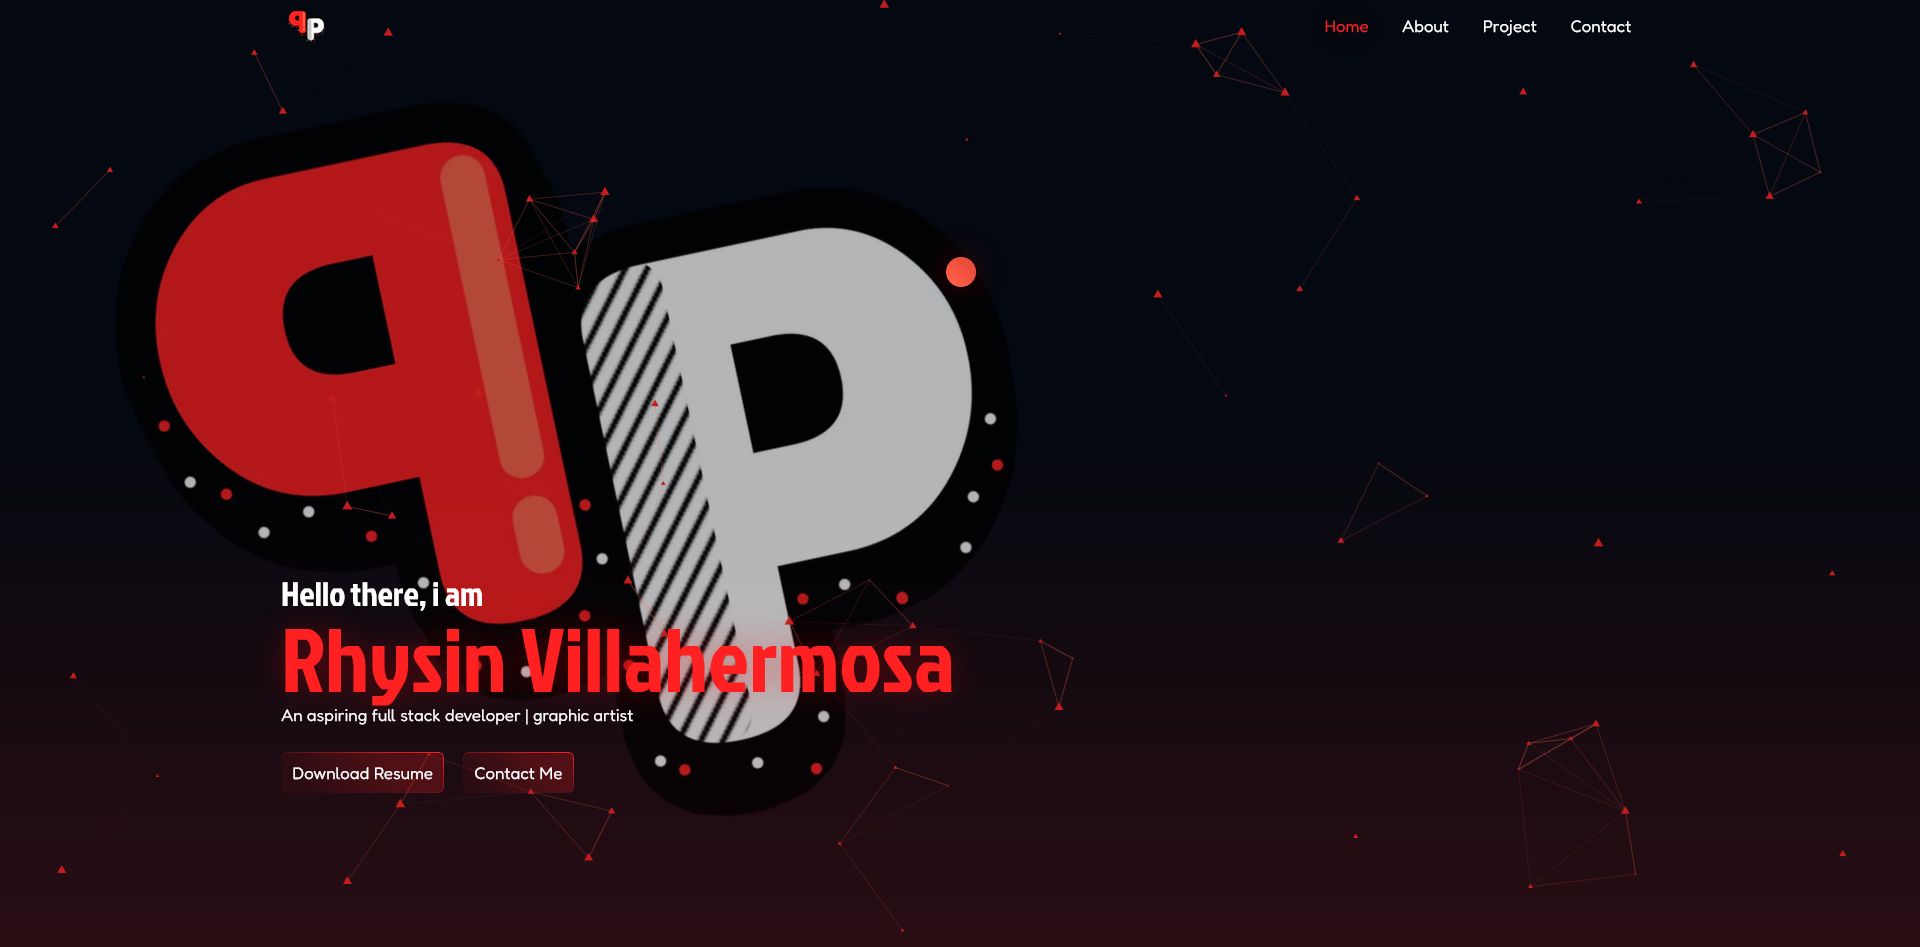 Home About Project Contact
Hello there, i am
Rhysin Villahermosa
An aspiring full stack developer | graphic artist
Download Resume Contact Me